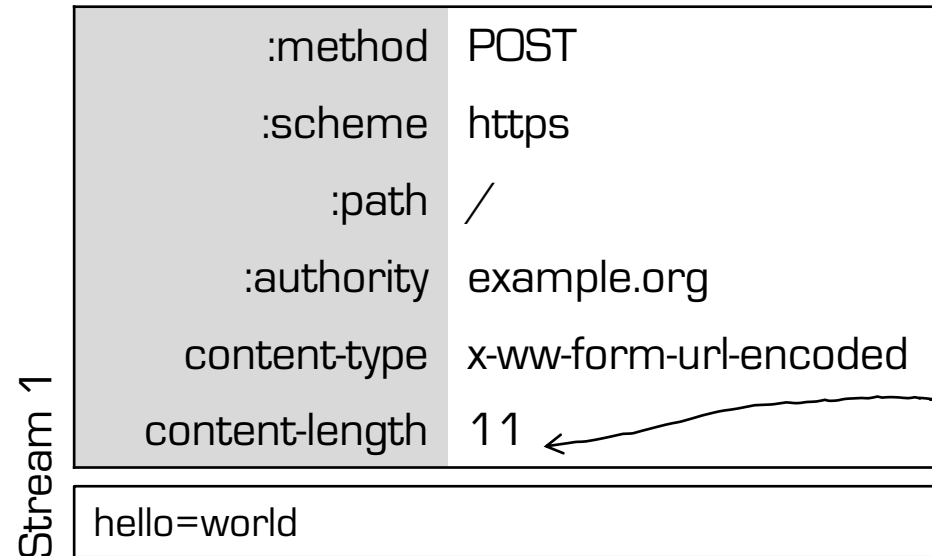 :method POST
:scheme https
:path /
:authority example.org
content-type x-ww-form-url-encoded
content-length 11
Stream 1
hello=world